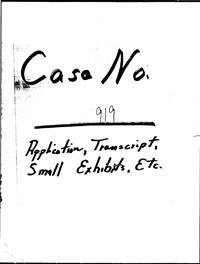 Case No.
919
Application, Transcript,
Small Exhibits, Etc.